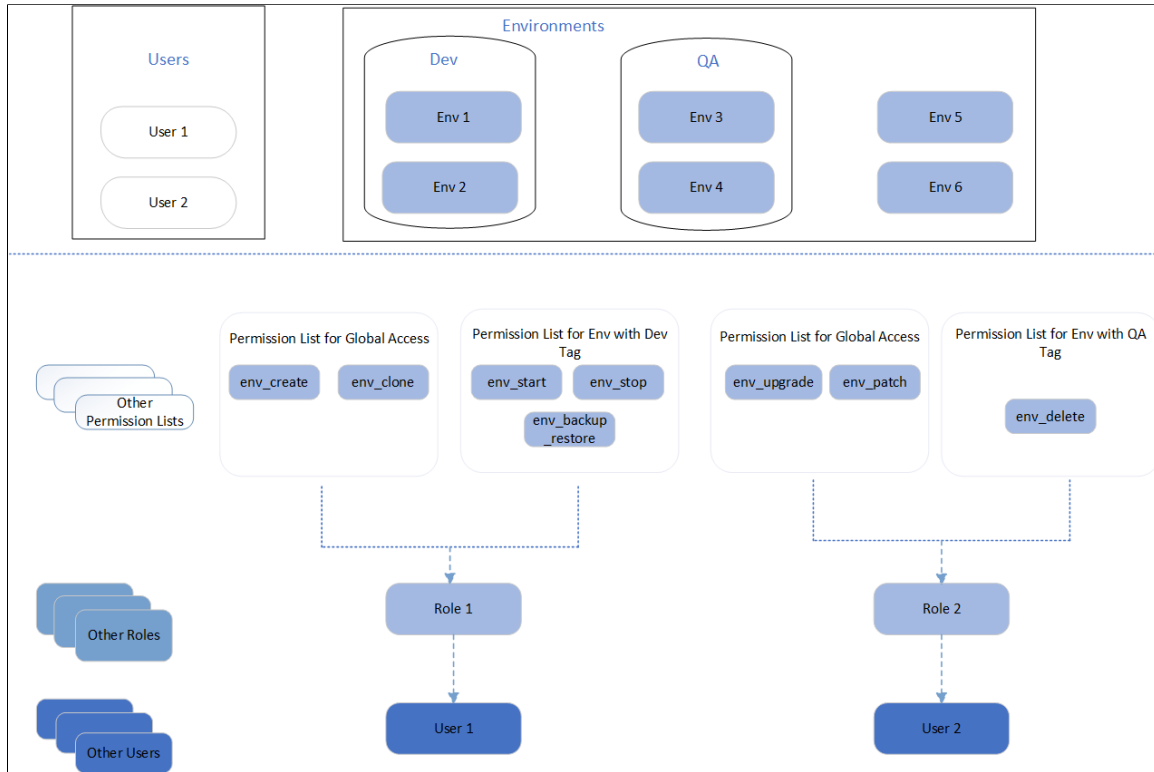 Users
User 1
User 2
Environments
Dev
Env 1
Env 2
QA
Env 3
Env 4
Env 5
Env 6
Other
Permission Lists
Permission List for Global Access
env_create
env_clone
Permission List for Env with Dev
Tag
env_start
env_stop
env_backup
_restore
Permission List for Global Access
env_upgrade
env_patch
Permission List for Env with QA
Tag
env_delete
Other Roles
Role 1
Role 2
Other Users
User 1
User 2